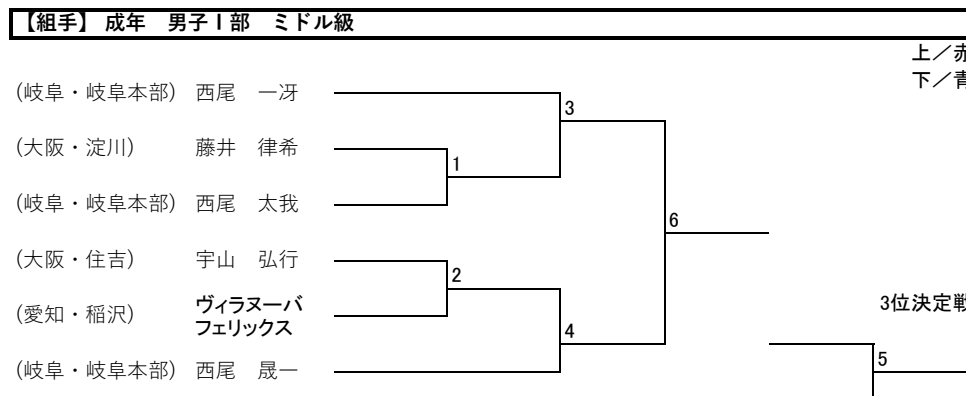 【組手】 成年　男子Ⅰ部　ミドル級
上／赤
下／青
(岐阜・岐阜本部)　西尾　一冴
3
(大阪・淀川)　藤井　律希
1
(岐阜・岐阜本部)　西尾　太我
6
(大阪・住吉)　宇山　弘行
2
(愛知・稲沢)　ヴィラヌーバ
フェリックス
3位決定戦
4
5
(岐阜・岐阜本部)　西尾　晟一